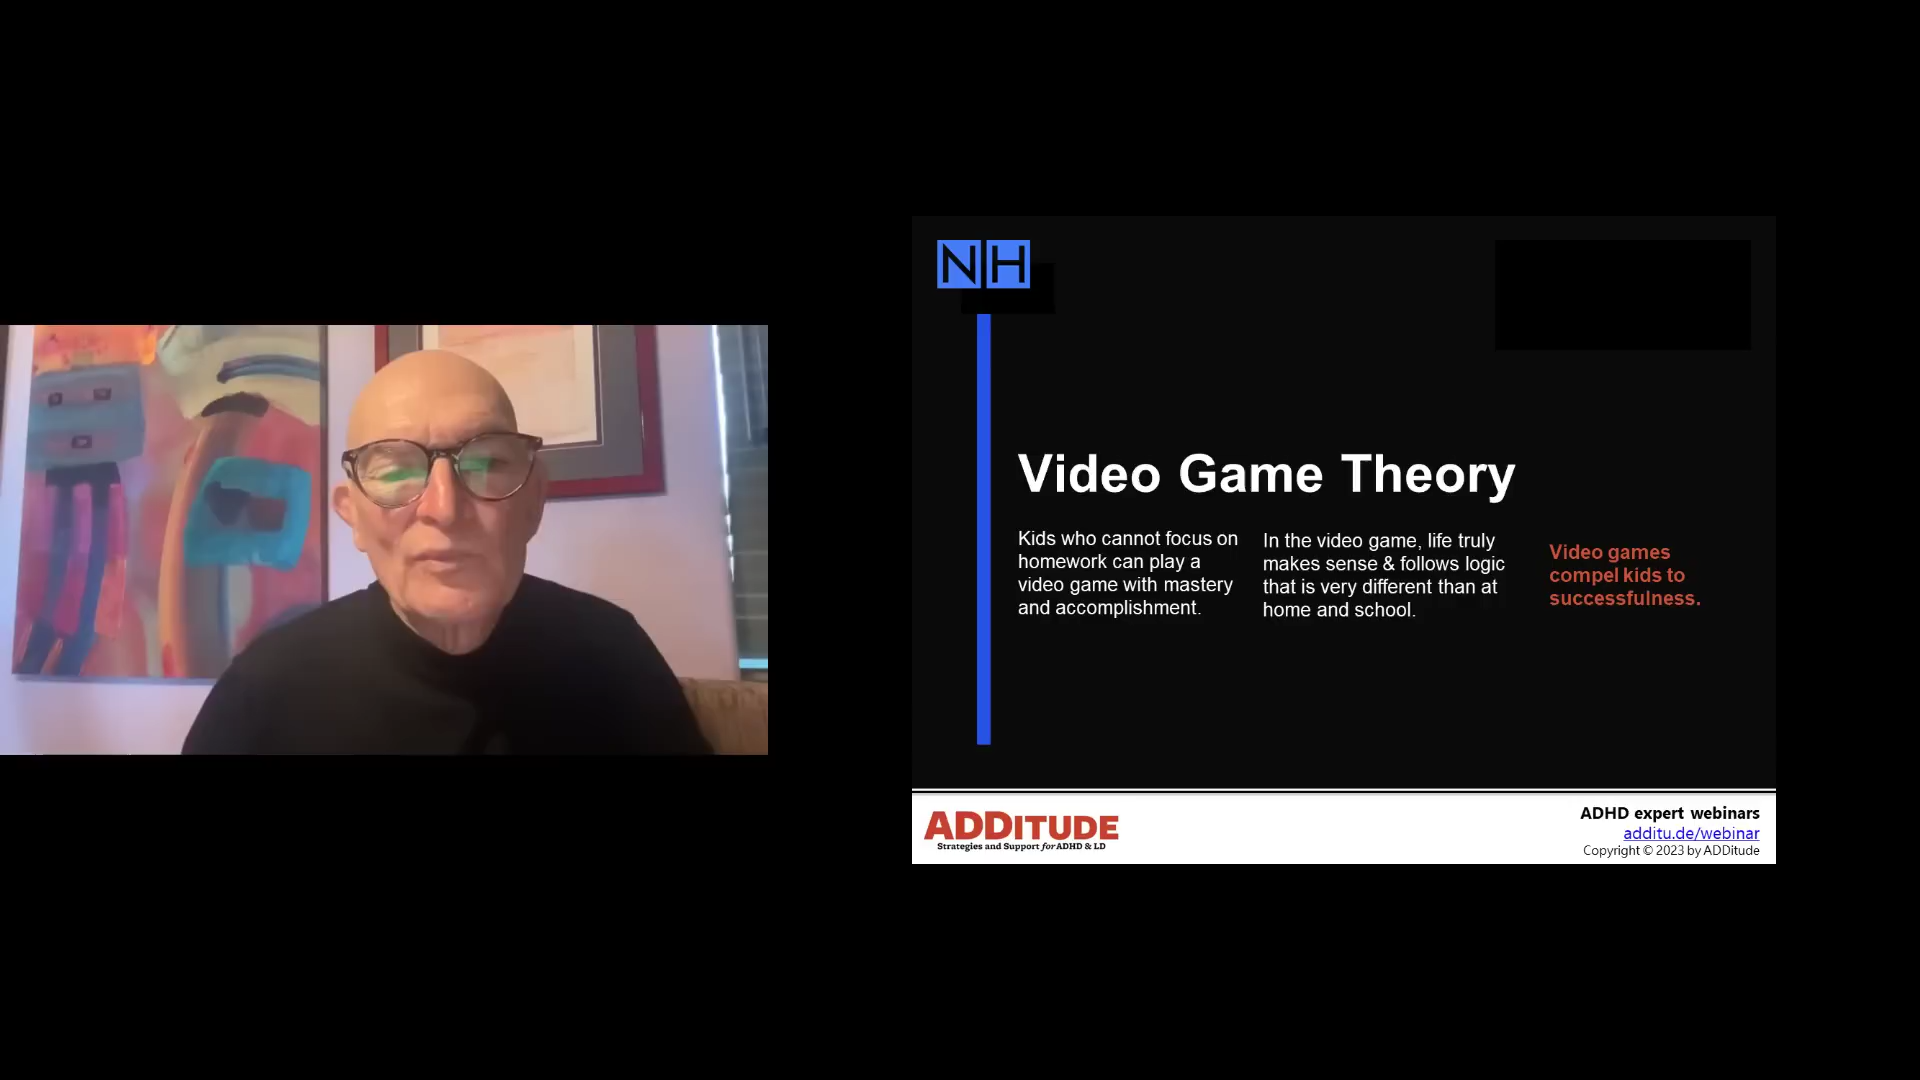 NH
Video Game Theory
Kids who cannot focus on
homework can play a
video game with mastery
and accomplishment.
In the video game, life truly
makes sense & follows logic
that is very different than at
home and school.
Video games
compel kids to
successfulness.
ADDITUDE
Strategies and Support for ADHD & LD
ADHD expert webinars
additu.de/webinar
Copyright © 2023 by ADDitude